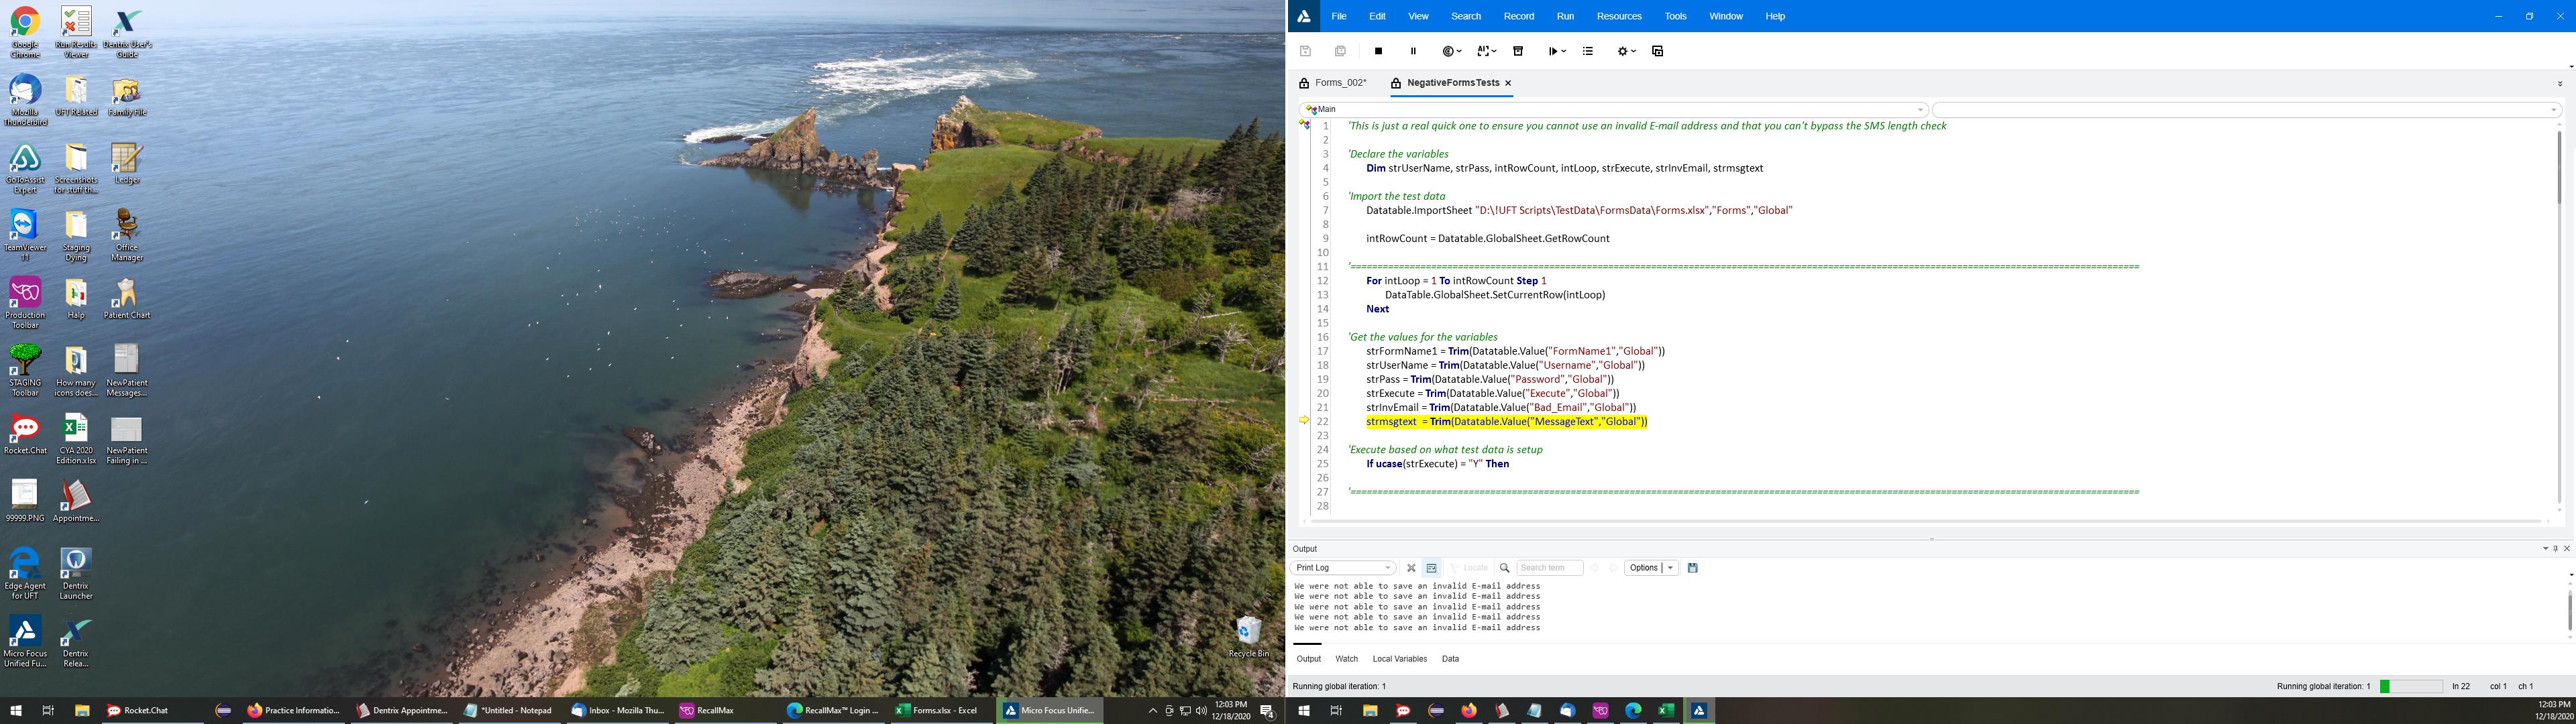 Google Chrome
Run Results Viewer
Dentrix User's Guide
Mozilla Thunderbird
UFT Related
Family File
GoToAssist Expert
Screenshots for stuff th...
Ledger
TeamViewer 11
Staging Dying
Office Manager
Production Toolbar
Halp
Patient Chart
STAGING Toolbar
How many icons does...
NewPatient Messages...
Rocket.Chat
CYA 2020 Edition.xlsx
NewPatient Failing in ...
99999.PNG
Appointme...
Edge Agent for UFT
Dentrix Launcher
Micro Focus Unified Fu...
Dentrix Relea...
Recycle Bin
Rocket.Chat
Practice Informatio...
Dentrix Appointme...
*Untitled - Notepad
Inbox - Mozilla Thu...
RecallMax
RecallMax™ Login ...
Forms.xlsx - Excel
Micro Focus Unifie...
12:03 PM
12/18/2020
4
File Edit View Search Record Run Resources Tools Window Help
AI
Forms_002* NegativeFormsTests
Main
1 'This is just a real quick one to ensure you cannot use an invalid E-mail address and that you can't bypass the SMS length check
2
3 'Declare the variables
4 Dim strUserName, strPass, intRowCount, intLoop, strExecute, strInvEmail, strmsgtext
5
6 'Import the test data
7 Datatable.ImportSheet "D:\!UFT Scripts\TestData\FormsData\Forms.xlsx","Forms","Global"
8
9 intRowCount = Datatable.GlobalSheet.GetRowCount
10
11
12 For intLoop = 1 To intRowCount Step 1
13 DataTable.GlobalSheet.SetCurrentRow(intLoop)
14 Next
15
16 'Get the values for the variables
17 strFormName1 = Trim(Datatable.Value("FormName1","Global"))
18 strUserName = Trim(Datatable.Value("Username","Global"))
19 strPass = Trim(Datatable.Value("Password","Global"))
20 strExecute = Trim(Datatable.Value("Execute","Global"))
21 strInvEmail = Trim(Datatable.Value("Bad_Email","Global"))
22 strmsgtext = Trim(Datatable.Value("MessageText","Global"))
23
24 'Execute based on what test data is setup
25 If ucase(strExecute) = "Y" Then
26
27
28
Output
Print Log Locate Search term Options
We were not able to save an invalid E-mail address
We were not able to save an invalid E-mail address
We were not able to save an invalid E-mail address
We were not able to save an invalid E-mail address
We were not able to save an invalid E-mail address
Output Watch Local Variables Data
Running global iteration: 1 Running global iteration: 1 ln 22 col 1 ch 1
12:03 PM
12/18/2020